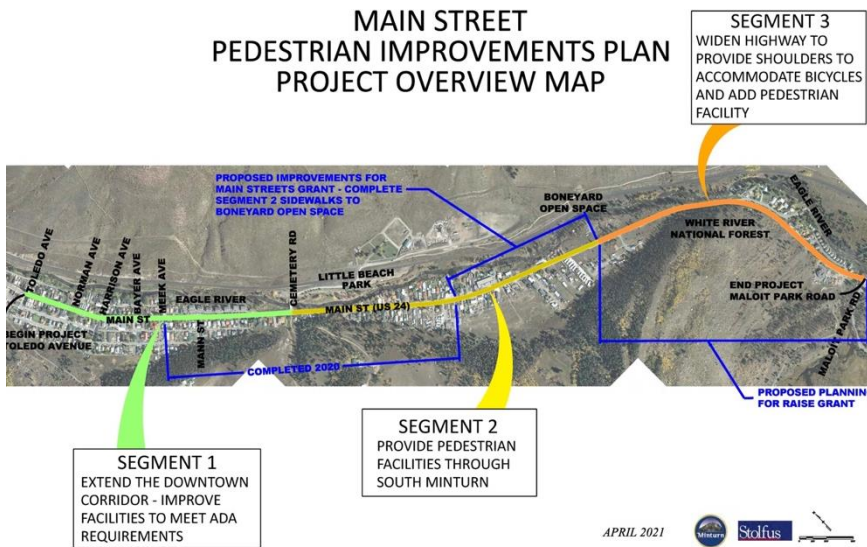 MAIN STREET
PEDESTRIAN IMPROVEMENTS PLAN
PROJECT OVERVIEW MAP
SEGMENT 3
WIDEN HIGHWAY TO
PROVIDE SHOULDERS TO
ACCOMMODATE BICYCLES
AND ADD PEDESTRIAN
FACILITY
PROPOSED IMPROVEMENTS FOR
MAIN STREETS GRANT - COMPLETE
SEGMENT 2 SIDEWALKS TO
BONEYARD OPEN SPACE
BONEYARD
OPEN SPACE
EAGLE RIVER
WHITE RIVER
NATIONAL FOREST
TOLEDO AVE
NORMAN AVE
HARRISON AVE
BAYER AVE
MEEK AVE
EAGLE RIVER
CEMETERY RD
LITTLE BEACH
PARK
MAIN ST
MAIN ST (US 24)
MANN ST
BEGIN PROJECT
TOLEDO AVENUE
END PROJECT
MALOIT PARK ROAD
MALOIT PARK RD
COMPLETED 2020
PROPOSED PLANNIN
FOR RAISE GRANT
SEGMENT 1
EXTEND THE DOWNTOWN
CORRIDOR - IMPROVE
FACILITIES TO MEET ADA
REQUIREMENTS
SEGMENT 2
PROVIDE PEDESTRIAN
FACILITIES THROUGH
SOUTH MINTURN
APRIL 2021
Minturn
Stolfus